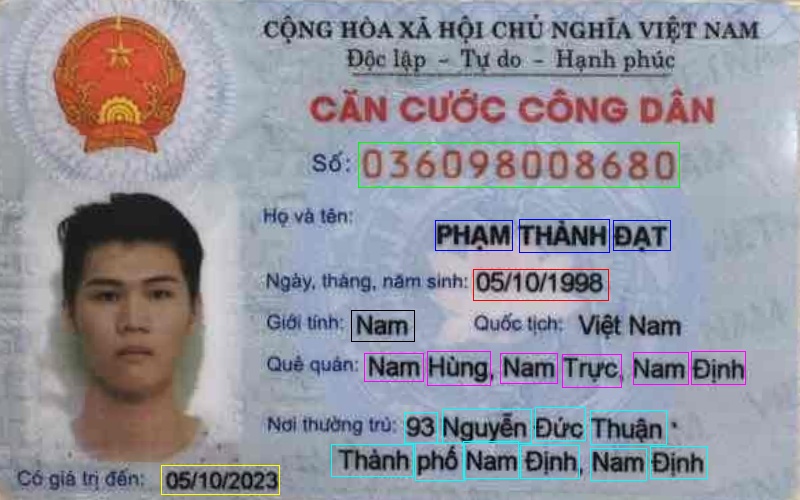 CỘNG HÒA XÃ HỘI CHỦ NGHĨA VIỆT NAM
Độc lập - Tự do - Hạnh phúc
CĂN CƯỚC CÔNG DÂN
Số: 036098008680
Họ và tên:
PHẠM THÀNH ĐẠT
Ngày, tháng, năm sinh: 05/10/1998
Giới tính: Nam Quốc tịch: Việt Nam
Quê quán: Nam Hùng, Nam Trực, Nam Định
Nơi thường trú: 93 Nguyễn Đức Thuận
Thành phố Nam Định, Nam Định
Có giá trị đến: 05/10/2023